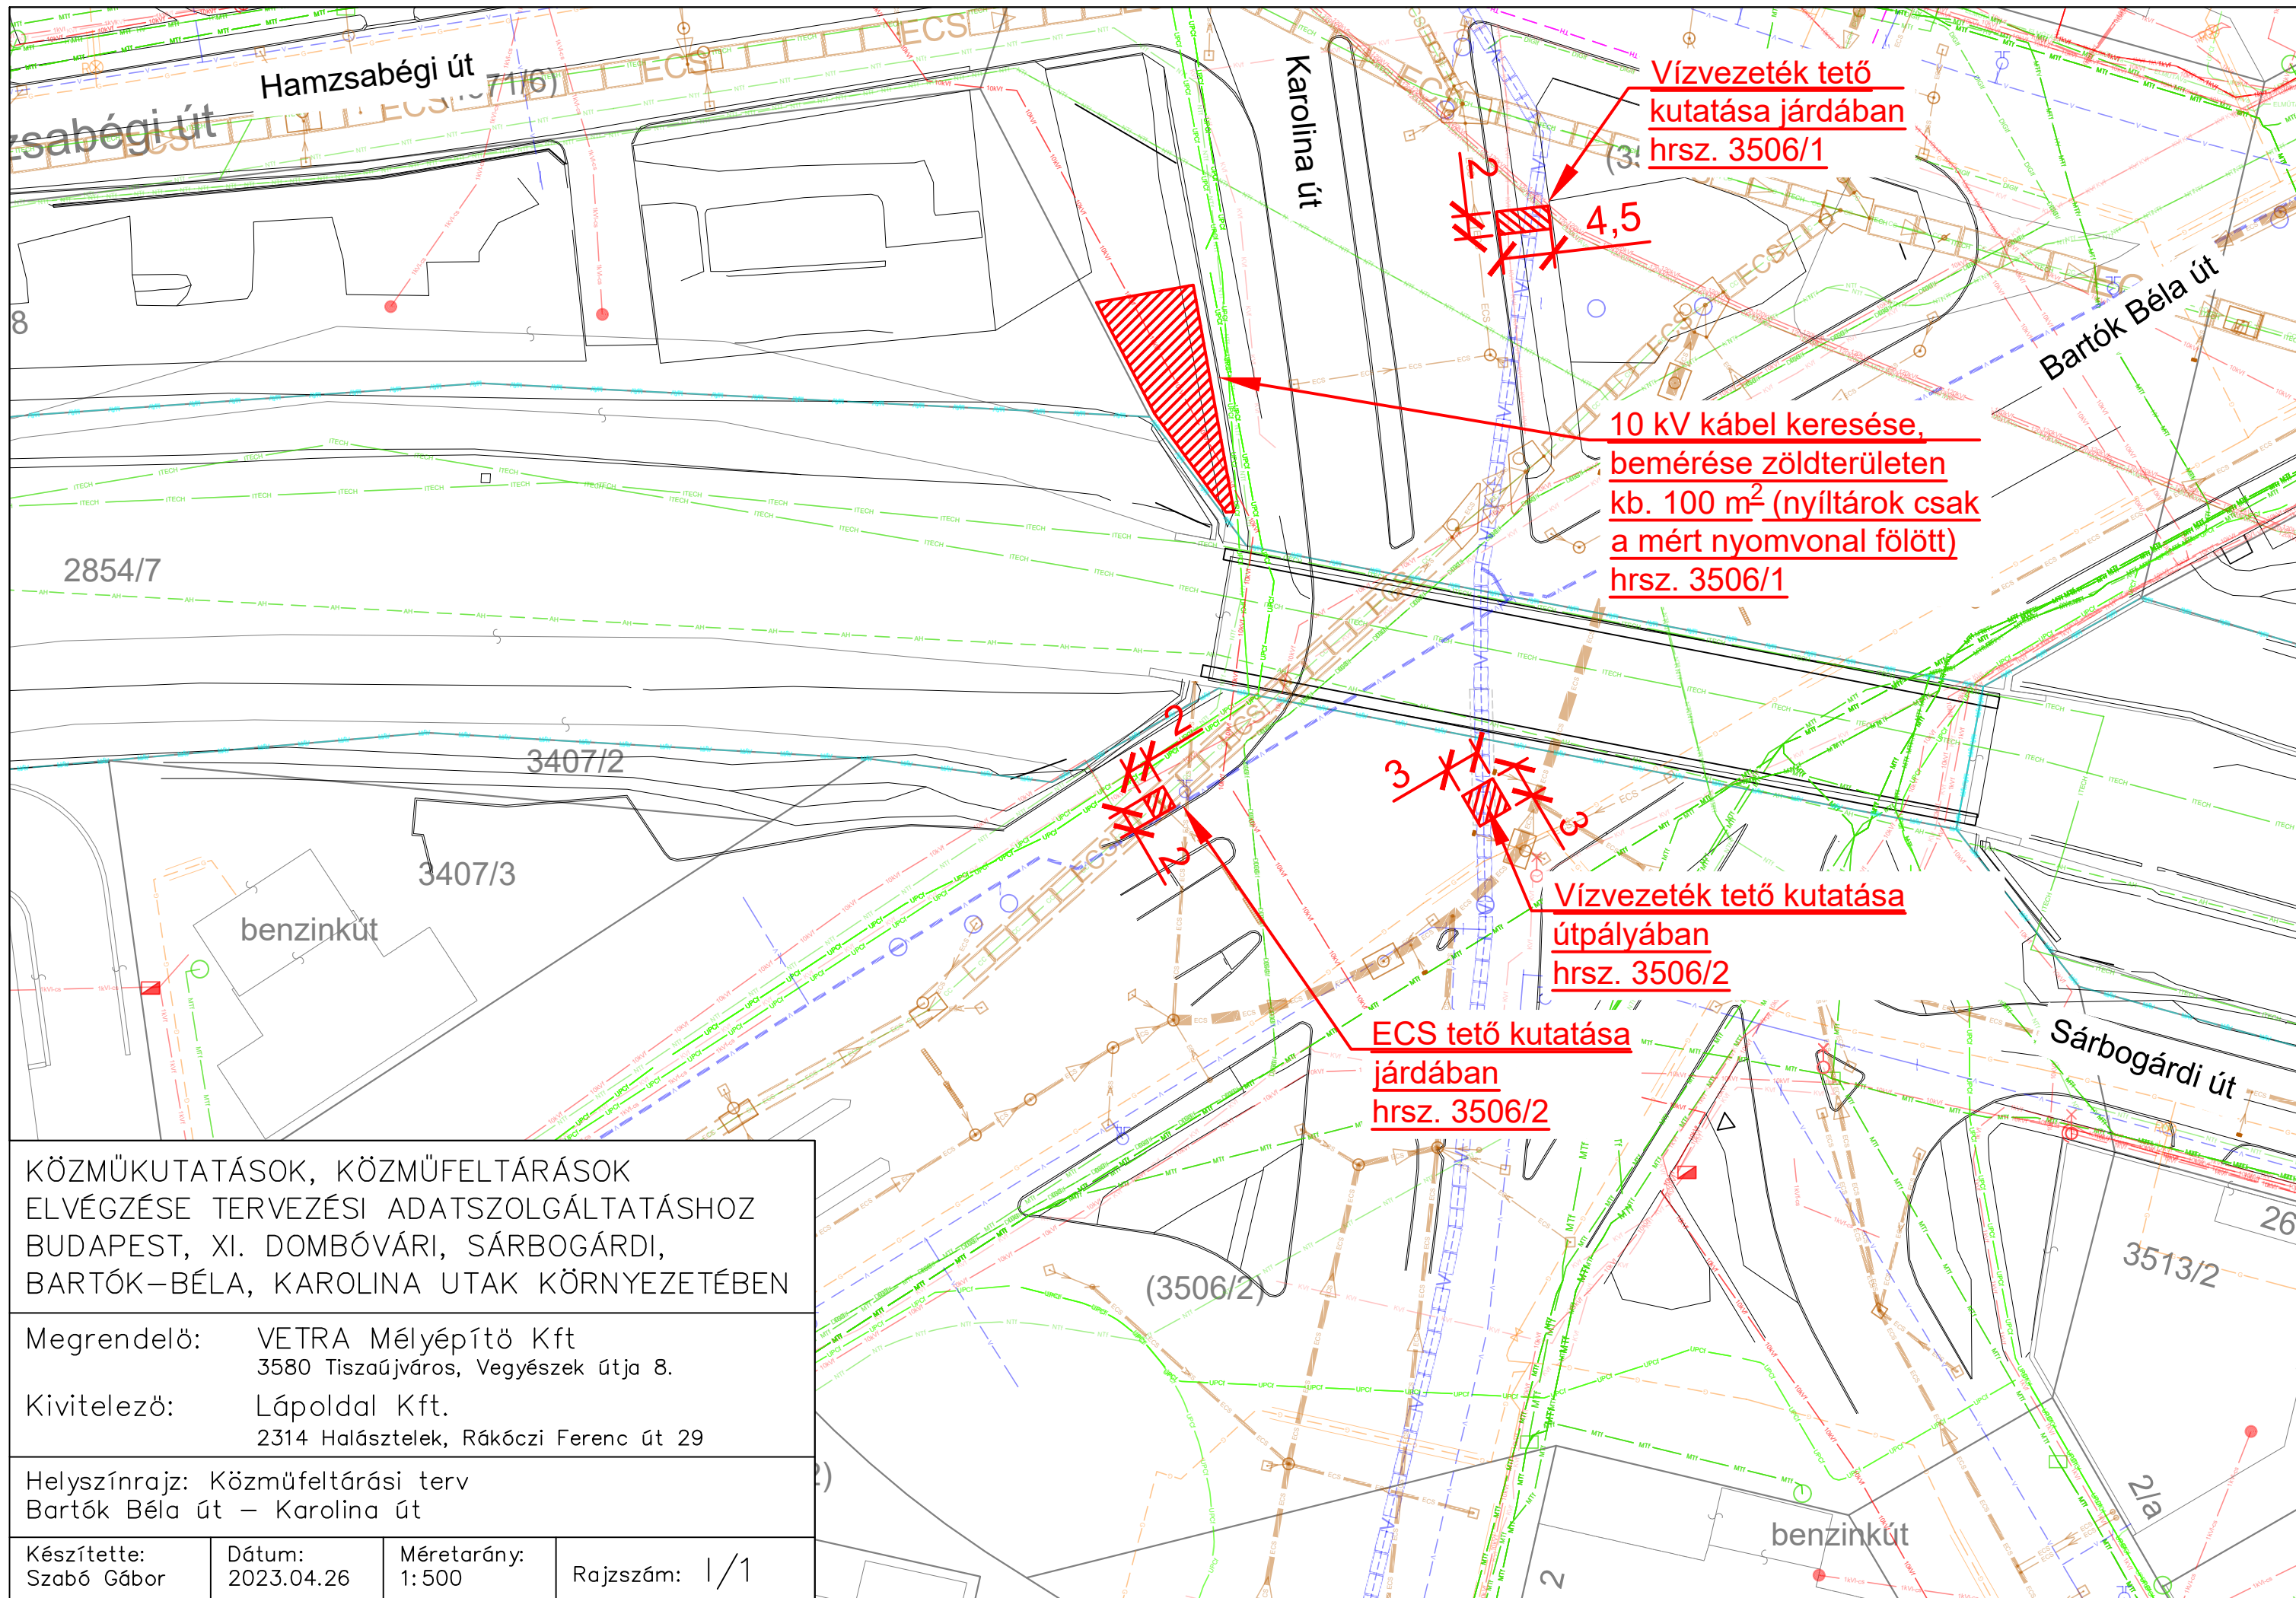 Hamzsabégi út
zsabégi út
Karolina út
Vízvezeték tető
kutatása járdában
hrsz. 3506/1
2
4,5
Bartók Béla út
10 kV kábel keresése,
bemérése zöldterületen
kb. 100 m² (nyíltárok csak
a mért nyomvonal fölött)
hrsz. 3506/1
8
2854/7
3407/2
3407/3
benzinkút
2
2
3
3
Vízvezeték tető kutatása
útpályában
hrsz. 3506/2
ECS tető kutatása
járdában
hrsz. 3506/2
Sárbogárdi út
(3506/2)
26
3513/2
2/a
benzinkút
2
KÖZMŰKUTATÁSOK, KÖZMŰFELTÁRÁSOK
ELVÉGZÉSE TERVEZÉSI ADATSZOLGÁLTATÁSHOZ
BUDAPEST, XI. DOMBÓVÁRI, SÁRBOGÁRDI,
BARTÓK-BÉLA, KAROLINA UTAK KÖRNYEZETÉBEN
Megrendelő: VETRA Mélyépítő Kft
3580 Tiszaújváros, Vegyészek útja 8.
Kivitelező: Lápoldal Kft.
2314 Halásztelek, Rákóczi Ferenc út 29
Helyszínrajz: Közműfeltárási terv
Bartók Béla út – Karolina út
Készítette:
Szabó Gábor
Dátum:
2023.04.26
Méretarány:
1:500
Rajzszám: 1/1